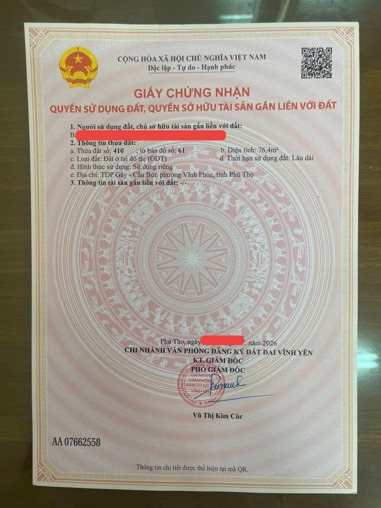 CỘNG HÒA XÃ HỘI CHỦ NGHĨA VIỆT NAM
Độc lập - Tự do - Hạnh phúc
GIẤY CHỨNG NHẬN
QUYỀN SỬ DỤNG ĐẤT, QUYỀN SỞ HỮU TÀI SẢN GẮN LIỀN VỚI ĐẤT
1. Người sử dụng đất, chủ sở hữu tài sản gắn liền với đất:
2. Thông tin thửa đất:
a. Thửa đất số: 410 ; tờ bản đồ số: 61 b. Diện tích: 76,4m²
c. Loại đất: Đất ở tại đô thị (ODT) d. Thời hạn sử dụng đất: Lâu dài
đ. Hình thức sử dụng: Sử dụng riêng
e. Địa chỉ: TDP Gẩy - Cầu Bút, phường Vĩnh Phúc, tỉnh Phú Thọ
3. Thông tin tài sản gắn liền với đất: -/-
Phú Thọ, ngày năm 2026
CHI NHÁNH VĂN PHÒNG ĐĂNG KÝ ĐẤT ĐAI VĨNH YÊN
KT. GIÁM ĐỐC
PHÓ GIÁM ĐỐC
Vũ Thị Kim Cúc
AA 07662558
Thông tin chi tiết được thể hiện tại mã QR.